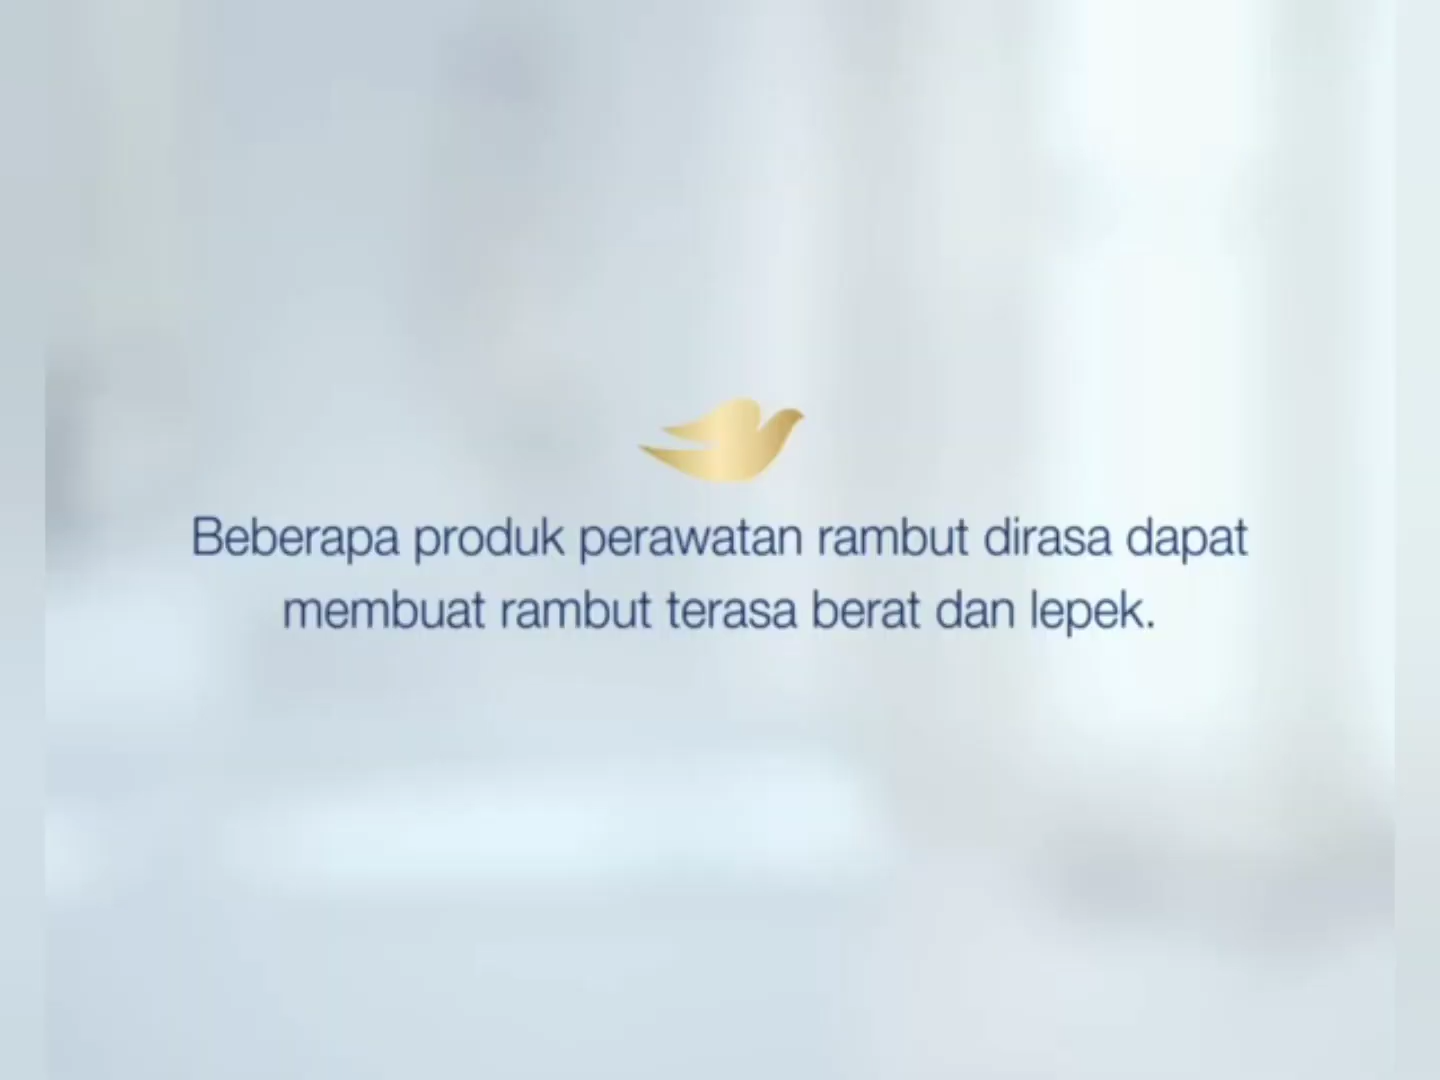 Beberapa produk perawatan rambut dirasa dapat
membuat rambut terasa berat dan lepek.